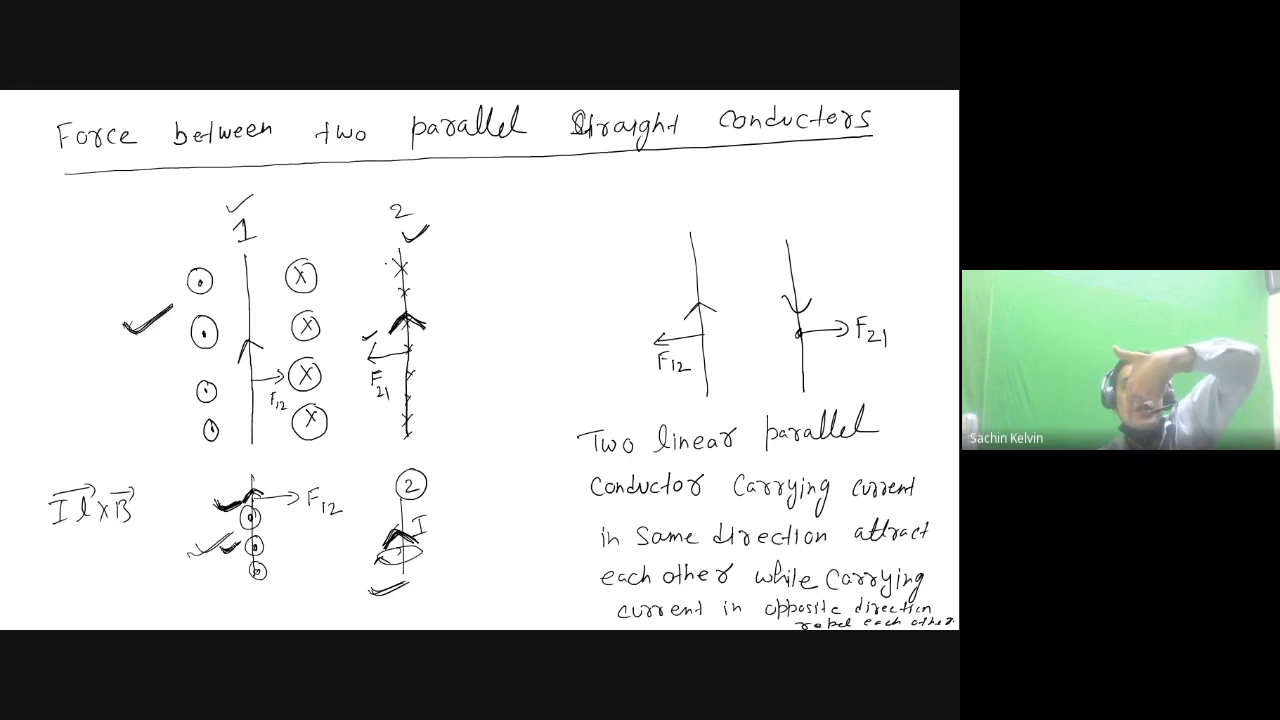 Force between two parallel straight conductors
1
2
F12
F21
F12
F21
Il×B
F12
2
I
Two linear parallel
conductor carrying current
in same direction attract
each other while carrying
current in opposite direction
repel each other.
Sachin Kelvin